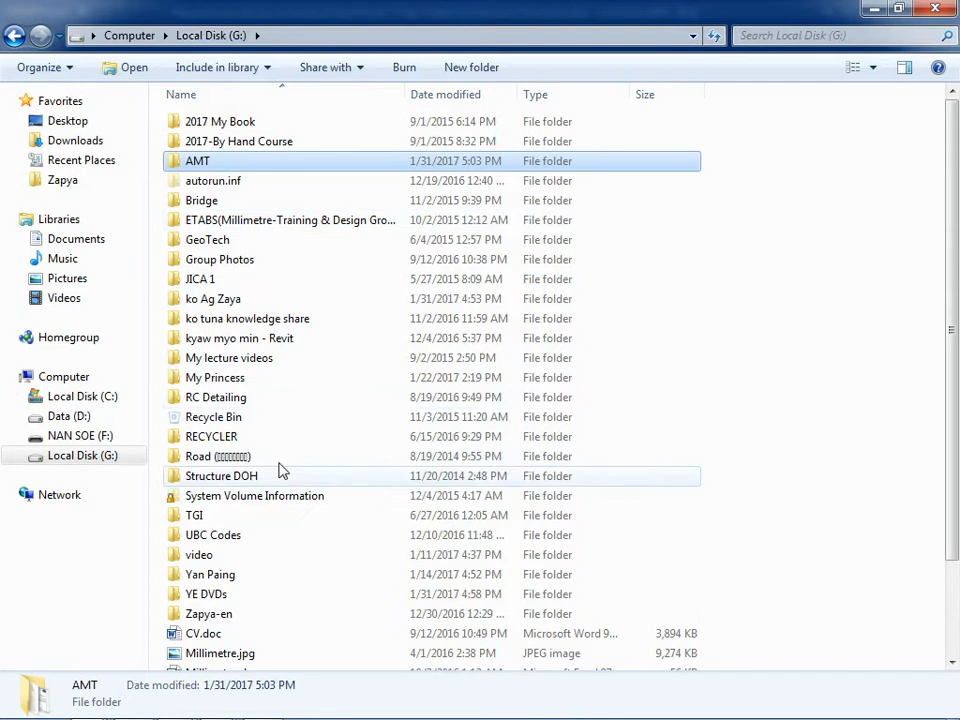 Computer
Local Disk (G:)
Search Local Disk (G:)
Organize
Open
Include in library
Share with
Burn
New folder
Name
Date modified
Type
Size
Favorites
Desktop
Downloads
Recent Places
Zapya
Libraries
Documents
Music
Pictures
Videos
Homegroup
Computer
Local Disk (C:)
Data (D:)
NAN SOE (F:)
Local Disk (G:)
Network
2017 My Book 9/1/2015 6:14 PM File folder
2017-By Hand Course 9/1/2015 8:32 PM File folder
AMT 1/31/2017 5:03 PM File folder
autorun.inf 12/19/2016 12:40 ... File folder
Bridge 11/2/2015 9:39 PM File folder
ETABS(Millimetre-Training & Design Gro... 10/2/2015 12:12 AM File folder
GeoTech 6/4/2015 12:57 PM File folder
Group Photos 9/12/2016 10:38 PM File folder
JICA 1 5/27/2015 8:09 AM File folder
ko Ag Zaya 1/31/2017 4:53 PM File folder
ko tuna knowledge share 11/2/2016 11:59 AM File folder
kyaw myo min - Revit 12/4/2016 5:37 PM File folder
My lecture videos 9/2/2015 2:50 PM File folder
My Princess 1/22/2017 2:19 PM File folder
RC Detailing 8/19/2016 9:49 PM File folder
Recycle Bin 11/3/2015 11:20 AM File folder
RECYCLER 6/15/2016 9:29 PM File folder
Road 8/19/2014 9:55 PM File folder
Structure DOH 11/20/2014 2:48 PM File folder
System Volume Information 12/4/2015 4:17 AM File folder
TGI 6/27/2016 12:05 AM File folder
UBC Codes 12/10/2016 11:48 ... File folder
video 1/11/2017 4:37 PM File folder
Yan Paing 1/14/2017 4:52 PM File folder
YE DVDs 1/31/2017 4:58 PM File folder
Zapya-en 12/30/2016 12:29 ... File folder
CV.doc 9/12/2016 10:49 PM Microsoft Word 9... 3,894 KB
Millimetre.jpg 4/1/2016 2:38 PM JPEG image 9,274 KB
AMT
Date modified: 1/31/2017 5:03 PM
File folder